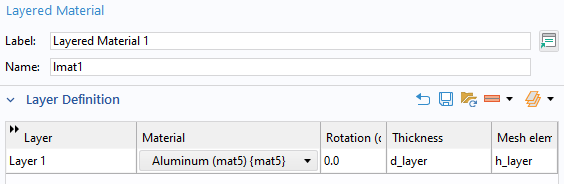 Layered Material
Label: Layered Material 1
Name: lmat1
Layer Definition
Layer Material Rotation (d Thickness Mesh elem
Layer 1 Aluminum (mat5) {mat5} 0.0 d_layer h_layer